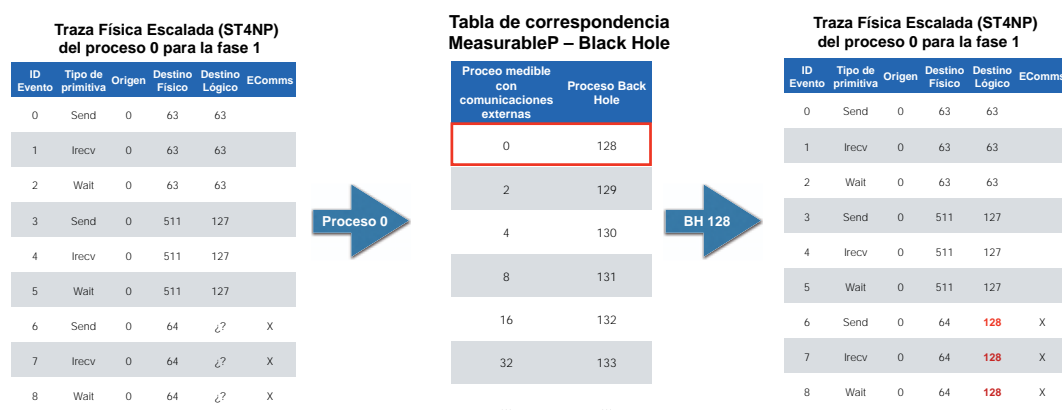 Traza Física Escalada (ST4NP)
del proceso 0 para la fase 1
ID Evento Tipo de primitiva Origen Destino Físico Destino Lógico EComms
0 Send 0 63 63
1 Irecv 0 63 63
2 Wait 0 63 63
3 Send 0 511 127
4 Irecv 0 511 127
5 Wait 0 511 127
6 Send 0 64 ¿? X
7 Irecv 0 64 ¿? X
8 Wait 0 64 ¿? X
Proceso 0
Tabla de correspondencia
MeasurableP – Black Hole
Proceo medible con comunicaciones externas Proceso Back Hole
0 128
2 129
4 130
8 131
16 132
32 133
BH 128
Traza Física Escalada (ST4NP)
del proceso 0 para la fase 1
ID Evento Tipo de primitiva Origen Destino Físico Destino Lógico EComms
0 Send 0 63 63
1 Irecv 0 63 63
2 Wait 0 63 63
3 Send 0 511 127
4 Irecv 0 511 127
5 Wait 0 511 127
6 Send 0 64 128 X
7 Irecv 0 64 128 X
8 Wait 0 64 128 X